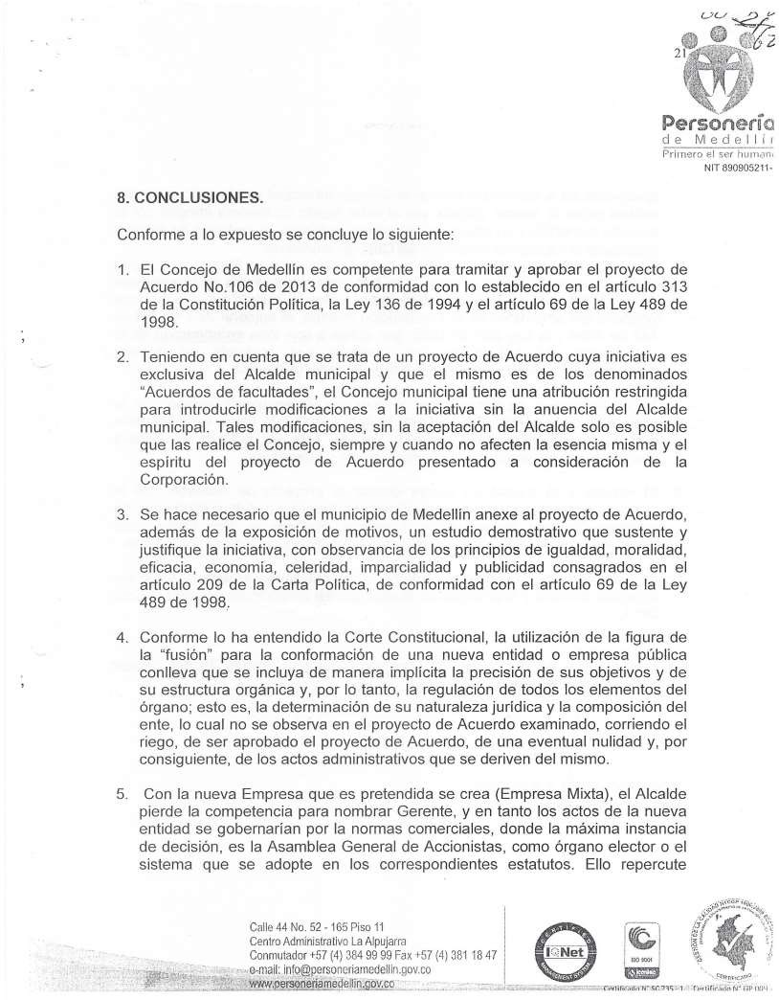 21
Personería
de Medellín
Primero el ser human
NIT 890905211-
8. CONCLUSIONES.
Conforme a lo expuesto se concluye lo siguiente:
1. El Concejo de Medellín es competente para tramitar y aprobar el proyecto de
Acuerdo No.106 de 2013 de conformidad con lo establecido en el artículo 313
de la Constitución Política, la Ley 136 de 1994 y el artículo 69 de la Ley 489 de
1998.
2. Teniendo en cuenta que se trata de un proyecto de Acuerdo cuya iniciativa es
exclusiva del Alcalde municipal y que el mismo es de los denominados
“Acuerdos de facultades”, el Concejo municipal tiene una atribución restringida
para introducirle modificaciones a la iniciativa sin la anuencia del Alcalde
municipal. Tales modificaciones, sin la aceptación del Alcalde solo es posible
que las realice el Concejo, siempre y cuando no afecten la esencia misma y el
espíritu del proyecto de Acuerdo presentado a consideración de la
Corporación.
3. Se hace necesario que el municipio de Medellín anexe al proyecto de Acuerdo,
además de la exposición de motivos, un estudio demostrativo que sustente y
justifique la iniciativa, con observancia de los principios de igualdad, moralidad,
eficacia, economía, celeridad, imparcialidad y publicidad consagrados en el
artículo 209 de la Carta Política, de conformidad con el artículo 69 de la Ley
489 de 1998.
4. Conforme lo ha entendido la Corte Constitucional, la utilización de la figura de
la “fusión” para la conformación de una nueva entidad o empresa pública
conlleva que se incluya de manera implícita la precisión de sus objetivos y de
su estructura orgánica y, por lo tanto, la regulación de todos los elementos del
órgano; esto es, la determinación de su naturaleza jurídica y la composición del
ente, lo cual no se observa en el proyecto de Acuerdo examinado, corriendo el
riego, de ser aprobado el proyecto de Acuerdo, de una eventual nulidad y, por
consiguiente, de los actos administrativos que se deriven del mismo.
5. Con la nueva Empresa que es pretendida se crea (Empresa Mixta), el Alcalde
pierde la competencia para nombrar Gerente, y en tanto los actos de la nueva
entidad se gobernarían por la normas comerciales, donde la máxima instancia
de decisión, es la Asamblea General de Accionistas, como órgano elector o el
sistema que se adopte en los correspondientes estatutos. Ello repercute
Calle 44 No. 52 - 165 Piso 11
Centro Administrativo La Alpujarra
Conmutador +57 (4) 384 99 99 Fax +57 (4) 381 18 47
e-mail: info@personeriamedellin.gov.co
www.personeriamedellin.gov.co
CERTIFIED
IQNet
MANAGEMENT SYSTEM
ISO 9001
icontec
CERTIFICADO
Certificado N° SC 735 - 1
Certificado N° GP 004